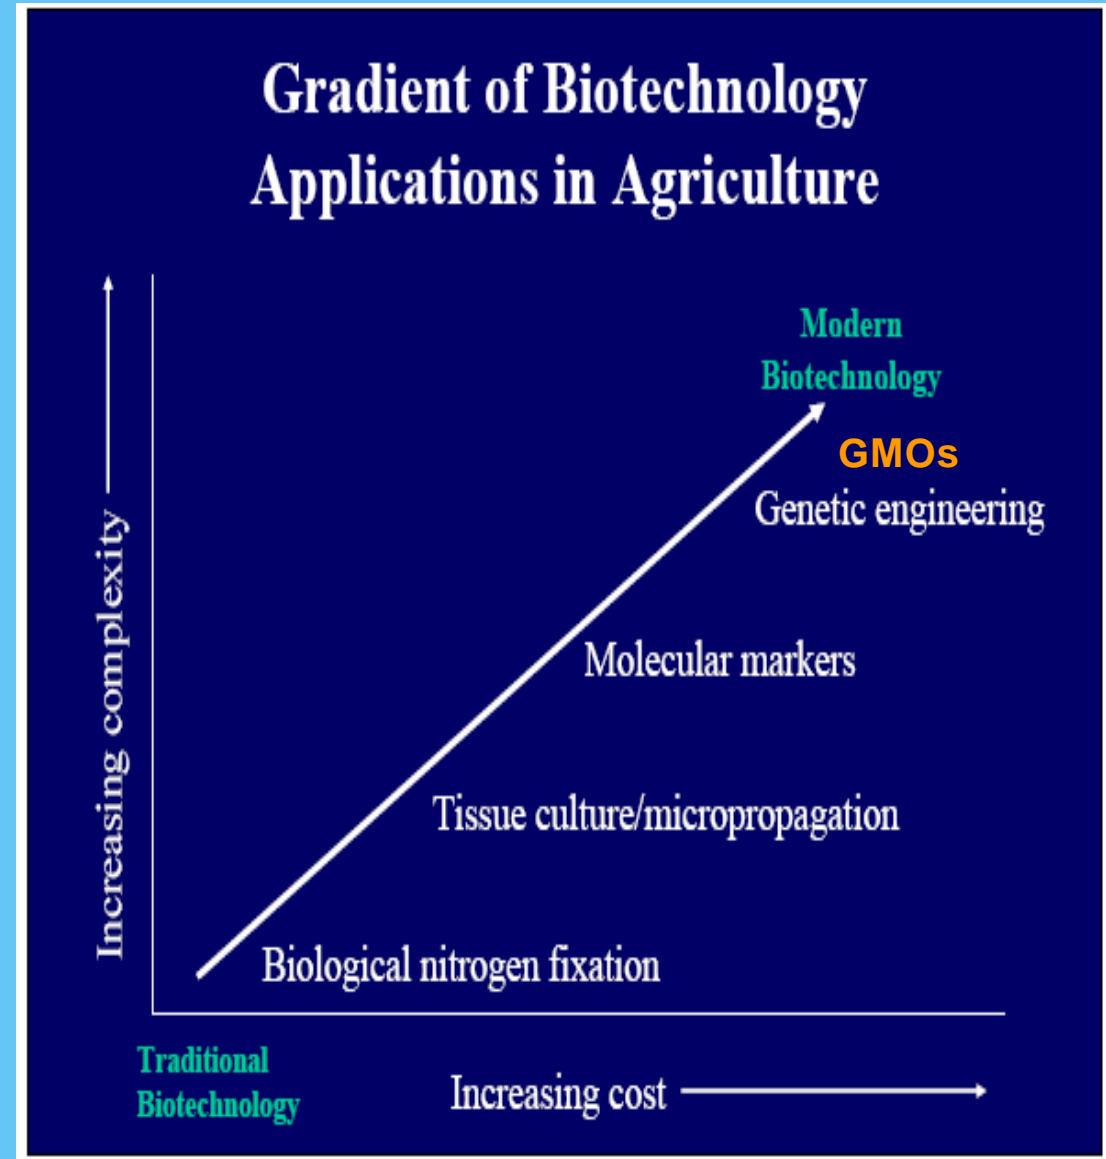 Gradient of Biotechnology
Applications in Agriculture
Increasing complexity
Modern
Biotechnology
GMOs
Genetic engineering
Molecular markers
Tissue culture/micropropagation
Biological nitrogen fixation
Traditional
Biotechnology
Increasing cost